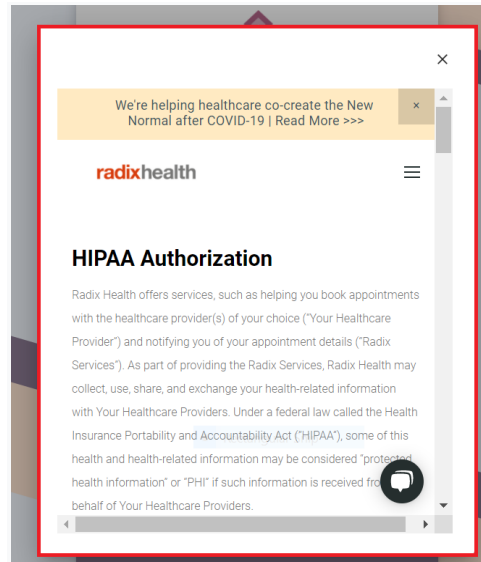 ×
We're helping healthcare co-create the New
Normal after COVID-19 | Read More >>>
×
radixhealth
HIPAA Authorization
Radix Health offers services, such as helping you book appointments
with the healthcare provider(s) of your choice ("Your Healthcare
Provider") and notifying you of your appointment details ("Radix
Services"). As part of providing the Radix Services, Radix Health may
collect, use, share, and exchange your health-related information
with Your Healthcare Providers. Under a federal law called the Health
Insurance Portability and Accountability Act ("HIPAA"), some of this
health and health-related information may be considered "protected
health information" or "PHI" if such information is received
behalf of Your Healthcare Providers.